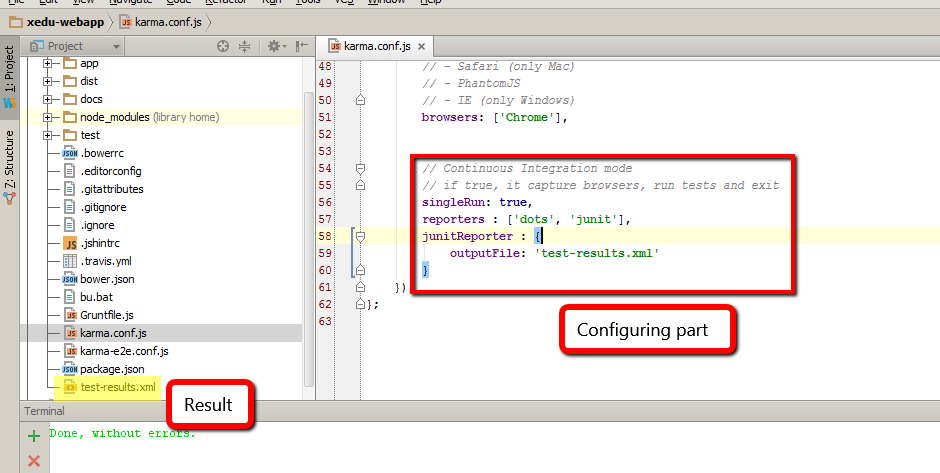 xedu-webapp
karma.conf.js
1: Project
7: Structure
Project
app
dist
docs
node_modules (library home)
test
.bowerrc
.editorconfig
.gitattributes
.gitignore
.ignore
.jshintrc
.travis.yml
bower.json
bu.bat
Gruntfile.js
karma.conf.js
karma-e2e.conf.js
package.json
test-results.xml
Result
karma.conf.js
48 // - Safari (only Mac)
49 // - PhantomJS
50 // - IE (only Windows)
51 browsers: ['Chrome'],
52
53
54 // Continuous Integration mode
55 // if true, it capture browsers, run tests and exit
56 singleRun: true,
57 reporters : ['dots', 'junit'],
58 junitReporter : {
59 outputFile: 'test-results.xml'
60 }
61 })
62 };
63
Configuring part
Terminal
Done, without errors.